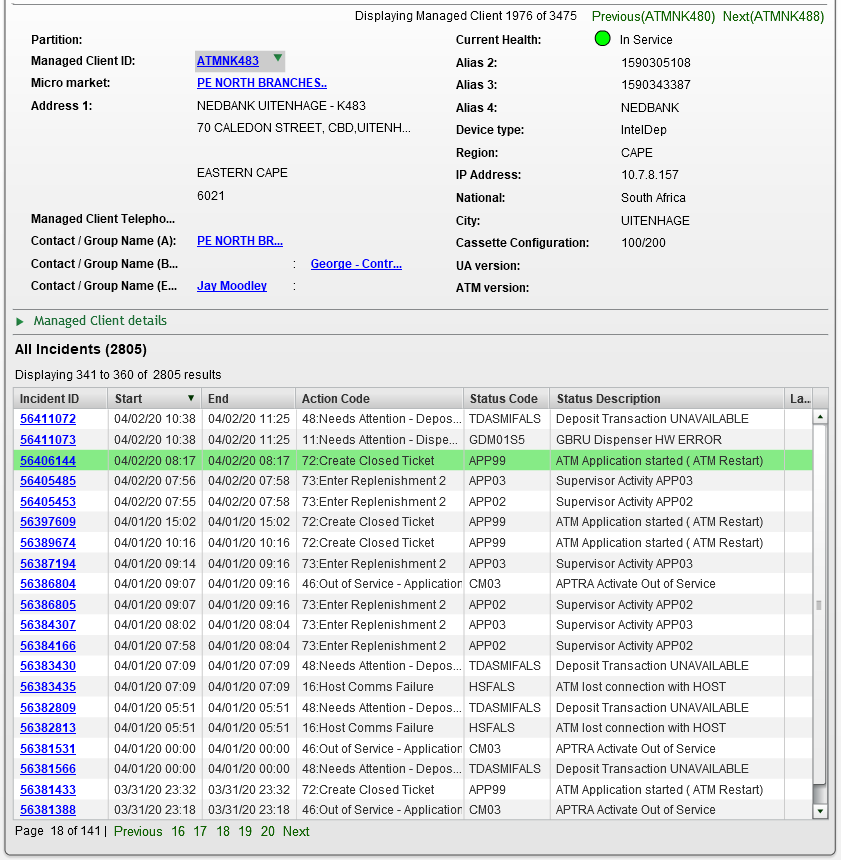 Displaying Managed Client 1976 of 3475 Previous(ATMNK480) Next(ATMNK488)
Partition: Current Health: In Service
Managed Client ID: ATMNK483 Alias 2: 1590305108
Micro market: PE NORTH BRANCHES.. Alias 3: 1590343387
Address 1: NEDBANK UITENHAGE - K483 Alias 4: NEDBANK
70 CALEDON STREET, CBD,UITENH... Device type: IntelDep
Region: CAPE
EASTERN CAPE IP Address: 10.7.8.157
6021 National: South Africa
Managed Client Telepho... City: UITENHAGE
Contact / Group Name (A): PE NORTH BR... Cassette Configuration: 100/200
Contact / Group Name (B... : George - Contr... UA version:
Contact / Group Name (E... Jay Moodley : ATM version:
Managed Client details
All Incidents (2805)
Displaying 341 to 360 of 2805 results
Incident ID Start End Action Code Status Code Status Description La...
56411072 04/02/20 10:38 04/02/20 11:25 48:Needs Attention - Depos... TDASMIFALS Deposit Transaction UNAVAILABLE
56411073 04/02/20 10:38 04/02/20 11:25 11:Needs Attention - Dispe... GDM01S5 GBRU Dispenser HW ERROR
56406144 04/02/20 08:17 04/02/20 08:17 72:Create Closed Ticket APP99 ATM Application started ( ATM Restart)
56405485 04/02/20 07:56 04/02/20 07:58 73:Enter Replenishment 2 APP03 Supervisor Activity APP03
56405453 04/02/20 07:55 04/02/20 07:58 73:Enter Replenishment 2 APP02 Supervisor Activity APP02
56397609 04/01/20 15:02 04/01/20 15:02 72:Create Closed Ticket APP99 ATM Application started ( ATM Restart)
56389674 04/01/20 10:16 04/01/20 10:16 72:Create Closed Ticket APP99 ATM Application started ( ATM Restart)
56387194 04/01/20 09:14 04/01/20 09:16 73:Enter Replenishment 2 APP03 Supervisor Activity APP03
56386804 04/01/20 09:07 04/01/20 09:16 46:Out of Service - Application CM03 APTRA Activate Out of Service
56386805 04/01/20 09:07 04/01/20 09:16 73:Enter Replenishment 2 APP02 Supervisor Activity APP02
56384307 04/01/20 08:02 04/01/20 08:04 73:Enter Replenishment 2 APP03 Supervisor Activity APP03
56384166 04/01/20 07:58 04/01/20 08:04 73:Enter Replenishment 2 APP02 Supervisor Activity APP02
56383430 04/01/20 07:09 04/01/20 07:09 48:Needs Attention - Depos... TDASMIFALS Deposit Transaction UNAVAILABLE
56383435 04/01/20 07:09 04/01/20 07:09 16:Host Comms Failure HSFALS ATM lost connection with HOST
56382809 04/01/20 05:51 04/01/20 05:51 48:Needs Attention - Depos... TDASMIFALS Deposit Transaction UNAVAILABLE
56382813 04/01/20 05:51 04/01/20 05:51 16:Host Comms Failure HSFALS ATM lost connection with HOST
56381531 04/01/20 00:00 04/01/20 00:00 46:Out of Service - Application CM03 APTRA Activate Out of Service
56381566 04/01/20 00:00 04/01/20 00:00 48:Needs Attention - Depos... TDASMIFALS Deposit Transaction UNAVAILABLE
56381433 03/31/20 23:32 03/31/20 23:32 72:Create Closed Ticket APP99 ATM Application started ( ATM Restart)
56381388 03/31/20 23:18 03/31/20 23:18 46:Out of Service - Application CM03 APTRA Activate Out of Service
Page 18 of 141 | Previous 16 17 18 19 20 Next